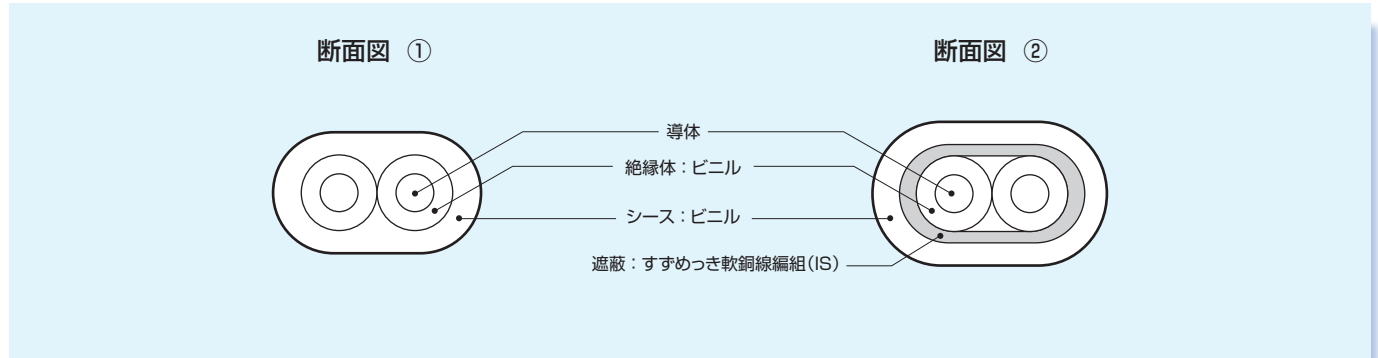 断面図 ①
断面図 ②
導体
絶縁体：ビニル
シース：ビニル
遮蔽：すずめっき軟銅線編組(IS)